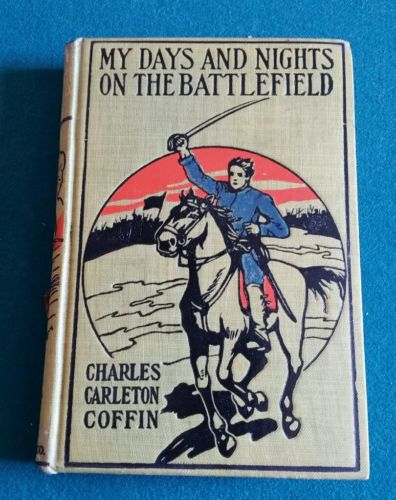 MY DAYS AND NIGHTS
ON THE BATTLEFIELD
CHARLES
CARLETON
COFFIN